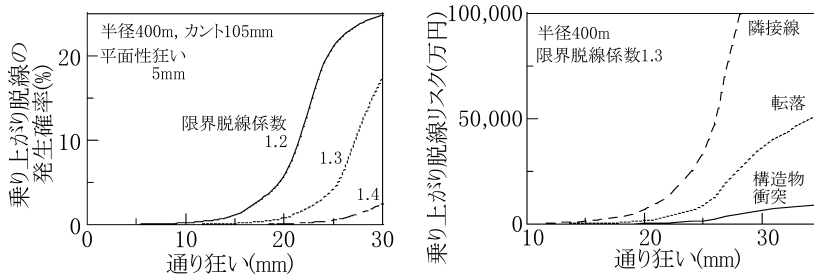 乗り上がり脱線の
発生確率(%)
半径400m, カント105mm
平面性狂い
5mm
限界脱線係数
1.2
1.3
1.4
20
10
0
0
10
20
30
通り狂い(mm)
乗り上がり脱線リスク(万円)
100,000
50,000
0
半径400m
限界脱線係数1.3
隣接線
転落
構造物
衝突
10
20
30
通り狂い(mm)